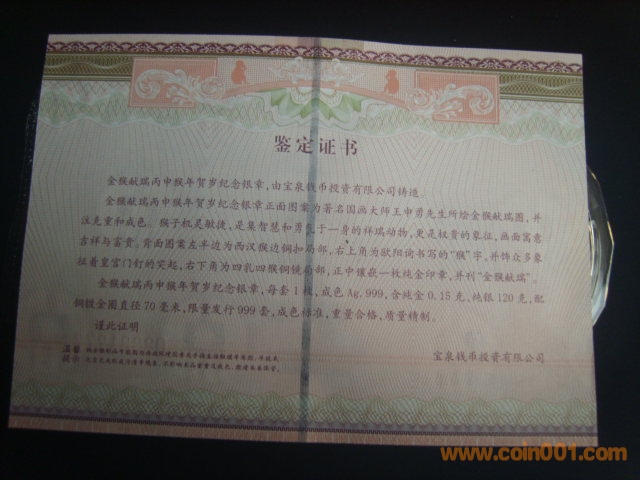 鉴定证书
金猴献瑞丙申猴年贺岁纪念银章，由宝泉钱币投资有限公司铸造。
金猴献瑞丙申猴年贺岁纪念银章正面图案为著名国画大师王申勇先生所绘金猴献瑞图，并
注克重和成色。猴子机灵敏捷，是集智慧和勇气于一身的祥瑞动物，更是权贵的象征，画面寓意
吉祥与富贵。背面图案左半边为西汉猴边铜扣局部，右上角为欧阳询书写的“猴”字，并饰众多象
征着皇宫门钉的突起，右下角为四乳四猴铜镜局部，正中镶嵌一枚纯金印章，并刊“金猴献瑞”。
金猴献瑞丙申猴年贺岁纪念银章，每套1枚，成色Ag.999，含纯金0.15克、纯银120克，配
铜镀金圈直径70毫米，限量发行999套，成色标准，重量合格，质量精制。
谨此证明
温馨
提示
宝泉钱币投资有限公司
www.coin001.com